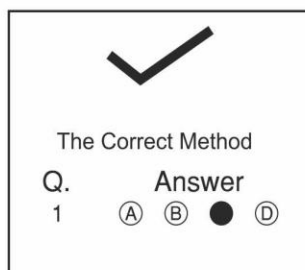 The Correct Method
Q. Answer
1 Ⓐ Ⓑ ● Ⓓ